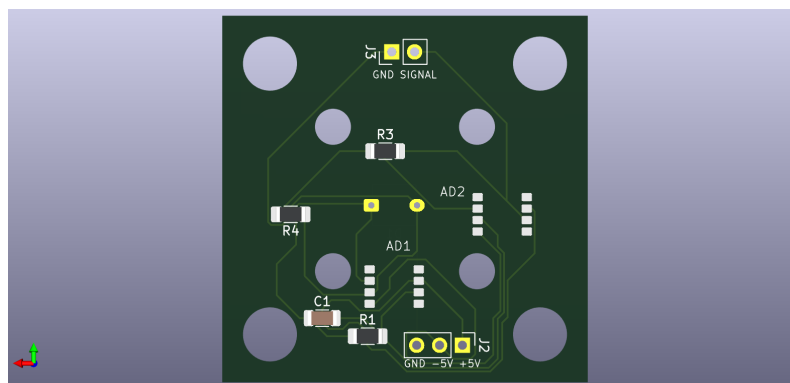 J3
GND SIGNAL
R3
AD2
R4
AD1
C1
R1
J2
GND -5V +5V